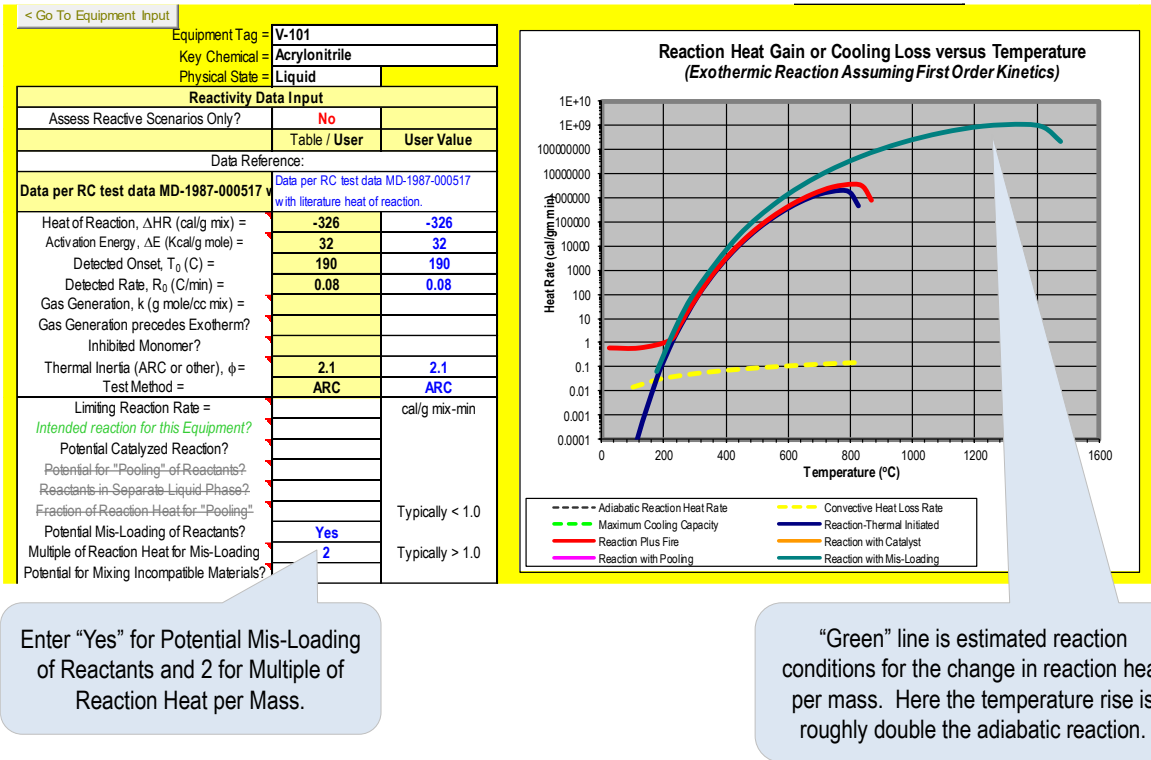 < Go To Equipment Input
Equipment Tag = V-101
Key Chemical = Acrylonitrile
Physical State = Liquid
Reactivity Data Input
Assess Reactive Scenarios Only? No
Table / User User Value
Data Reference:
Data per RC test data MD-1987-000517 w
Data per RC test data MD-1987-000517
with literature heat of reaction.
Heat of Reaction, ΔHR (cal/g mix) = -326 -326
Activation Energy, ΔE (Kcal/g mole) = 32 32
Detected Onset, T0 (C) = 190 190
Detected Rate, R0 (C/min) = 0.08 0.08
Gas Generation, k (g mole/cc mix) =
Gas Generation precedes Exotherm?
Inhibited Monomer?
Thermal Inertia (ARC or other), ϕ = 2.1 2.1
Test Method = ARC ARC
Limiting Reaction Rate = cal/g mix-min
Intended reaction for this Equipment?
Potential Catalyzed Reaction?
Potential for "Pooling" of Reactants?
Reactants in Separate Liquid Phase?
Fraction of Reaction Heat for "Pooling" Typically < 1.0
Potential Mis-Loading of Reactants? Yes
Multiple of Reaction Heat for Mis-Loading 2 Typically > 1.0
Potential for Mixing Incompatible Materials?
Reaction Heat Gain or Cooling Loss versus Temperature
(Exothermic Reaction Assuming First Order Kinetics)
Heat Rate (cal/gm min)
1E+10
1E+09
100000000
10000000
1000000
100000
10000
1000
100
10
1
0.1
0.01
0.001
0.0001
0 200 400 600 800 1000 1200 1400 1600
Temperature (°C)
Adiabatic Reaction Heat Rate Convective Heat Loss Rate
Maximum Cooling Capacity Reaction-Thermal Initiated
Reaction Plus Fire Reaction with Catalyst
Reaction with Pooling Reaction with Mis-Loading
Enter “Yes” for Potential Mis-Loading
of Reactants and 2 for Multiple of
Reaction Heat per Mass.
“Green” line is estimated reaction
conditions for the change in reaction hea
per mass. Here the temperature rise is
roughly double the adiabatic reaction.